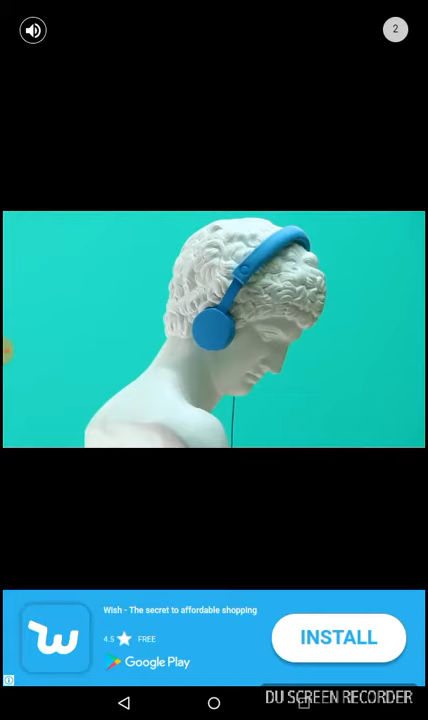 2
Wish - The secret to affordable shopping
4.5 FREE
Google Play
INSTALL
DU SCREEN RECORDER